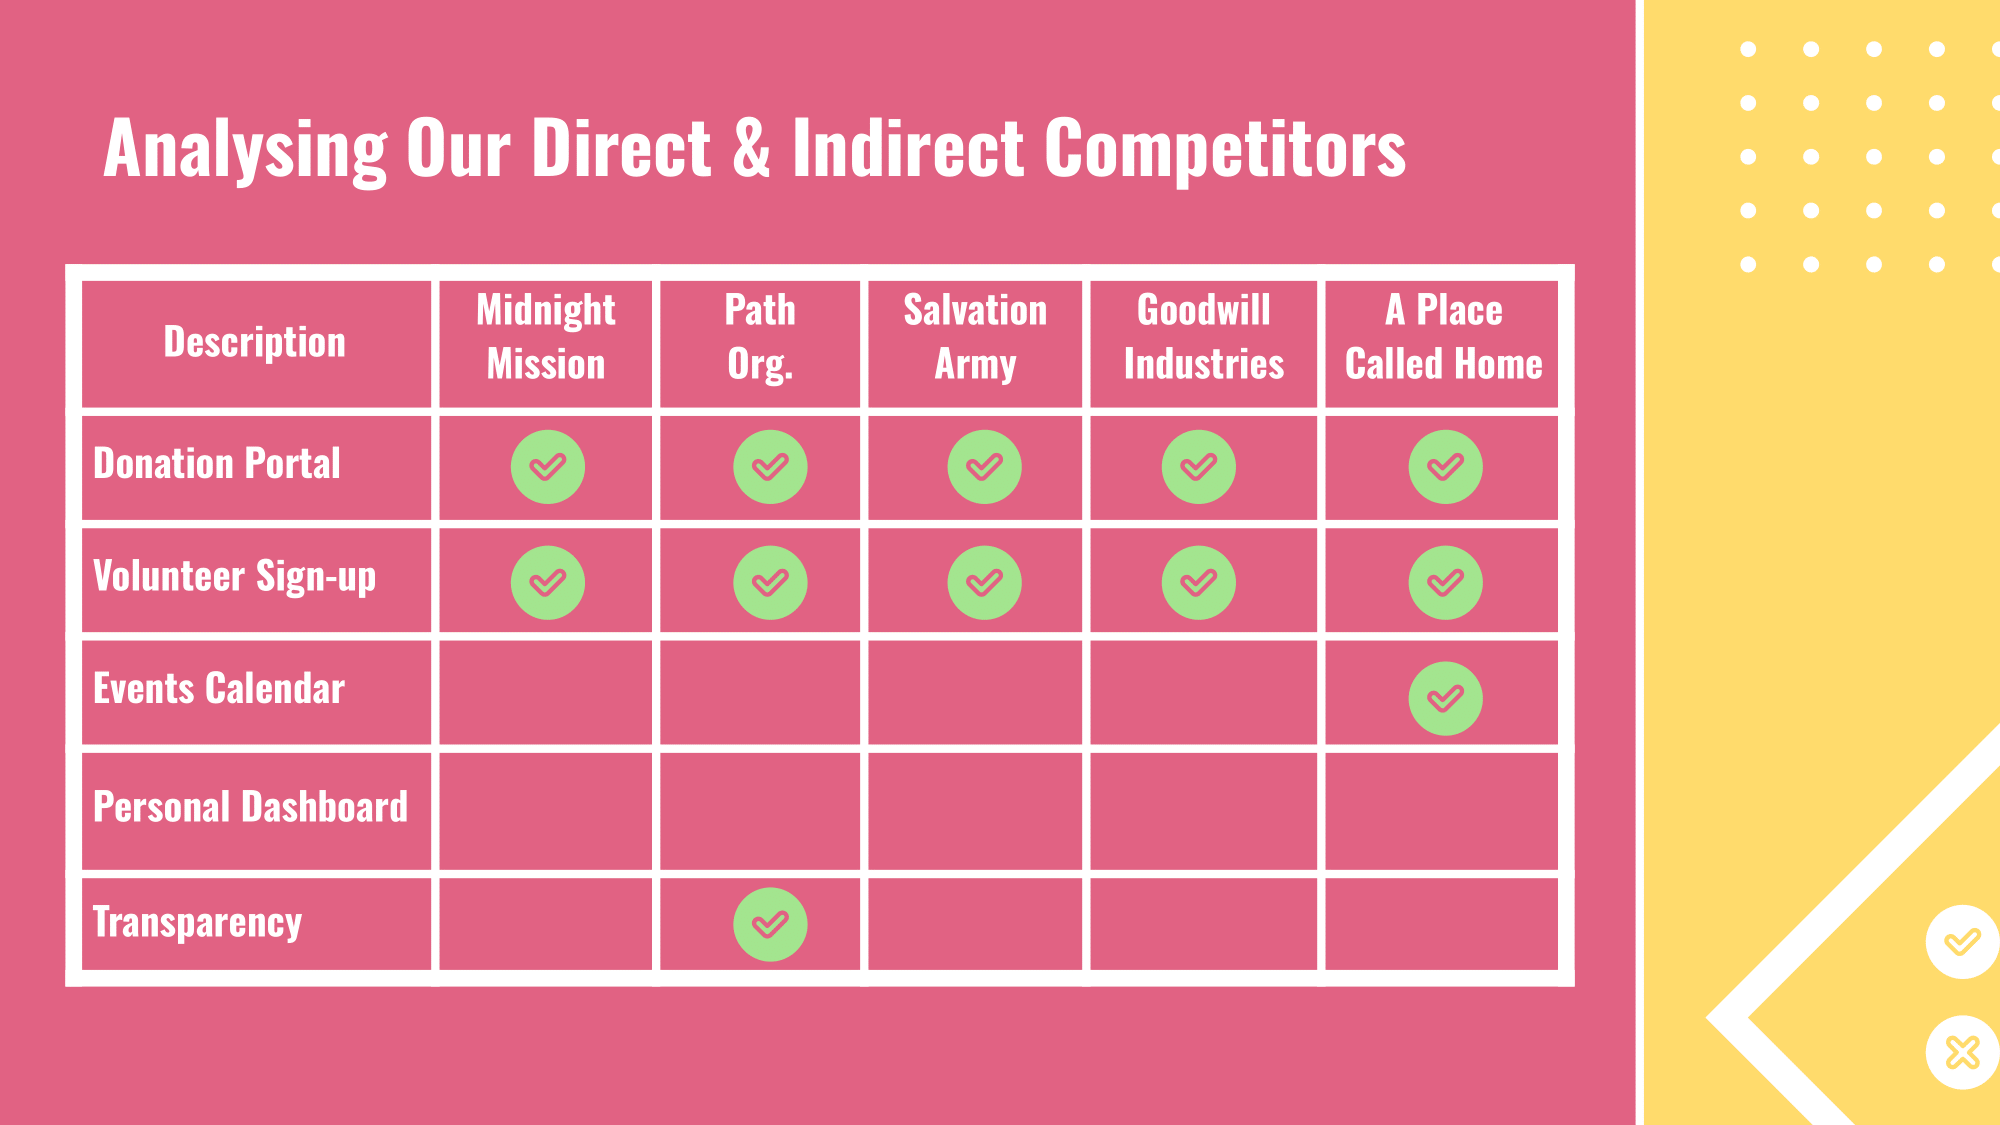 Analysing Our Direct & Indirect Competitors
Description
Midnight
Mission
Path
Org.
Salvation
Army
Goodwill
Industries
A Place
Called Home
Donation Portal
Volunteer Sign-up
Events Calendar
Personal Dashboard
Transparency